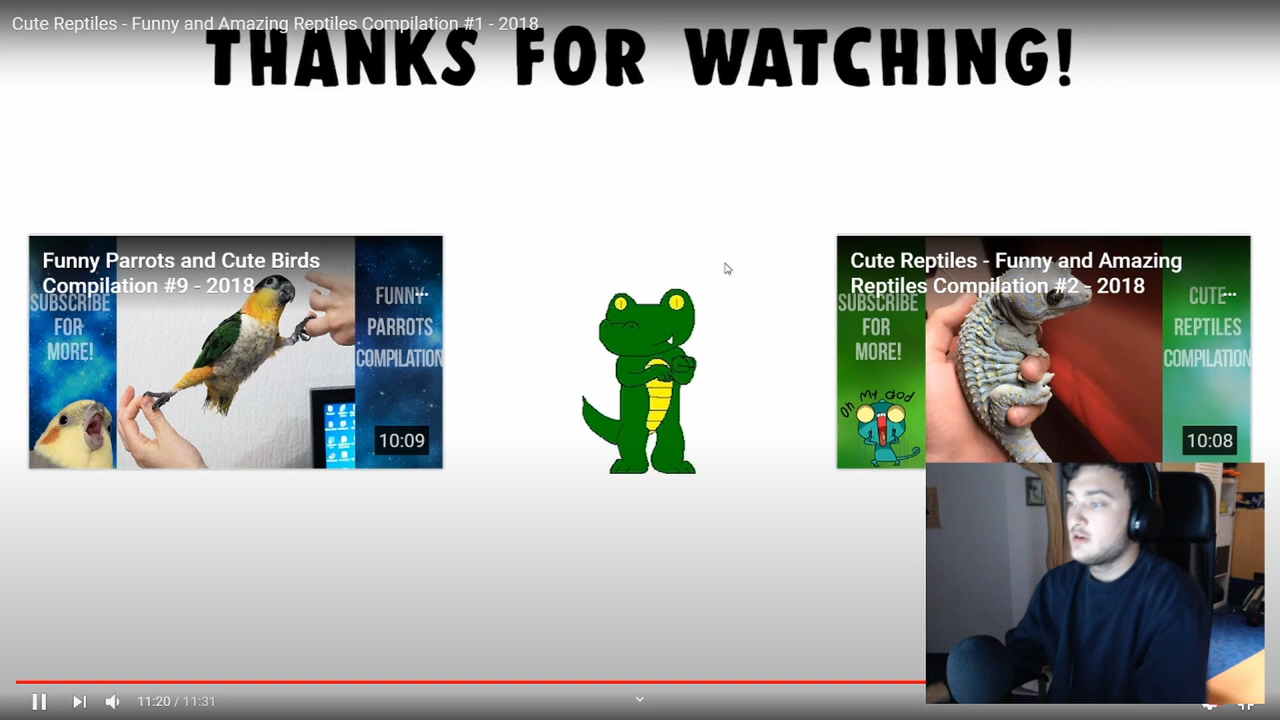 Cute Reptiles - Funny and Amazing Reptiles Compilation #1 - 2018
THANKS FOR WATCHING!
Funny Parrots and Cute Birds
Compilation #9 - 2018
SUBSCRIBE
FOR
MORE!
FUNNY
PARROTS
COMPILATION
10:09
Cute Reptiles - Funny and Amazing
Reptiles Compilation #2 - 2018
SUBSCRIBE
FOR
MORE!
Oh My God
CUTE
REPTILES
COMPILATION
10:08
11:20 / 11:31